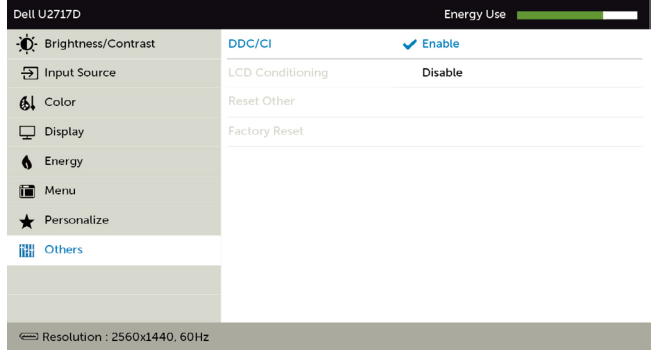 Dell U2717D Energy Use
Brightness/Contrast DDC/CI Enable
Input Source LCD Conditioning Disable
Color Reset Other
Display Factory Reset
Energy
Menu
Personalize
Others
Resolution : 2560x1440, 60Hz